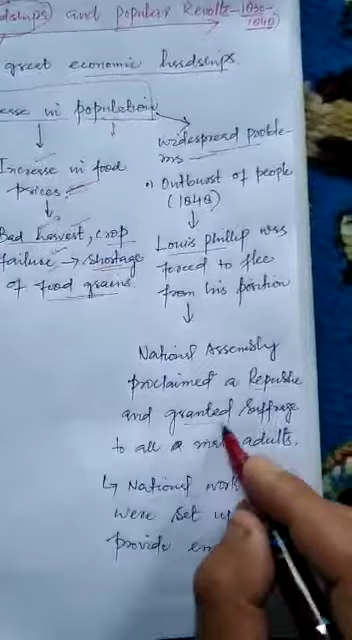 and Popular Revolts - 1830-
1848
great economic hardships
in population
widespread proble-
ms
Increase in food
prices
Outburst of people
(1848)
Bad harvest, crop
failure → shortage
of food grains.
Louis phillip was
forced to flee
from his position
National Assembly
proclaimed a
and granted suffrage
to all adults.
National
were set
provide